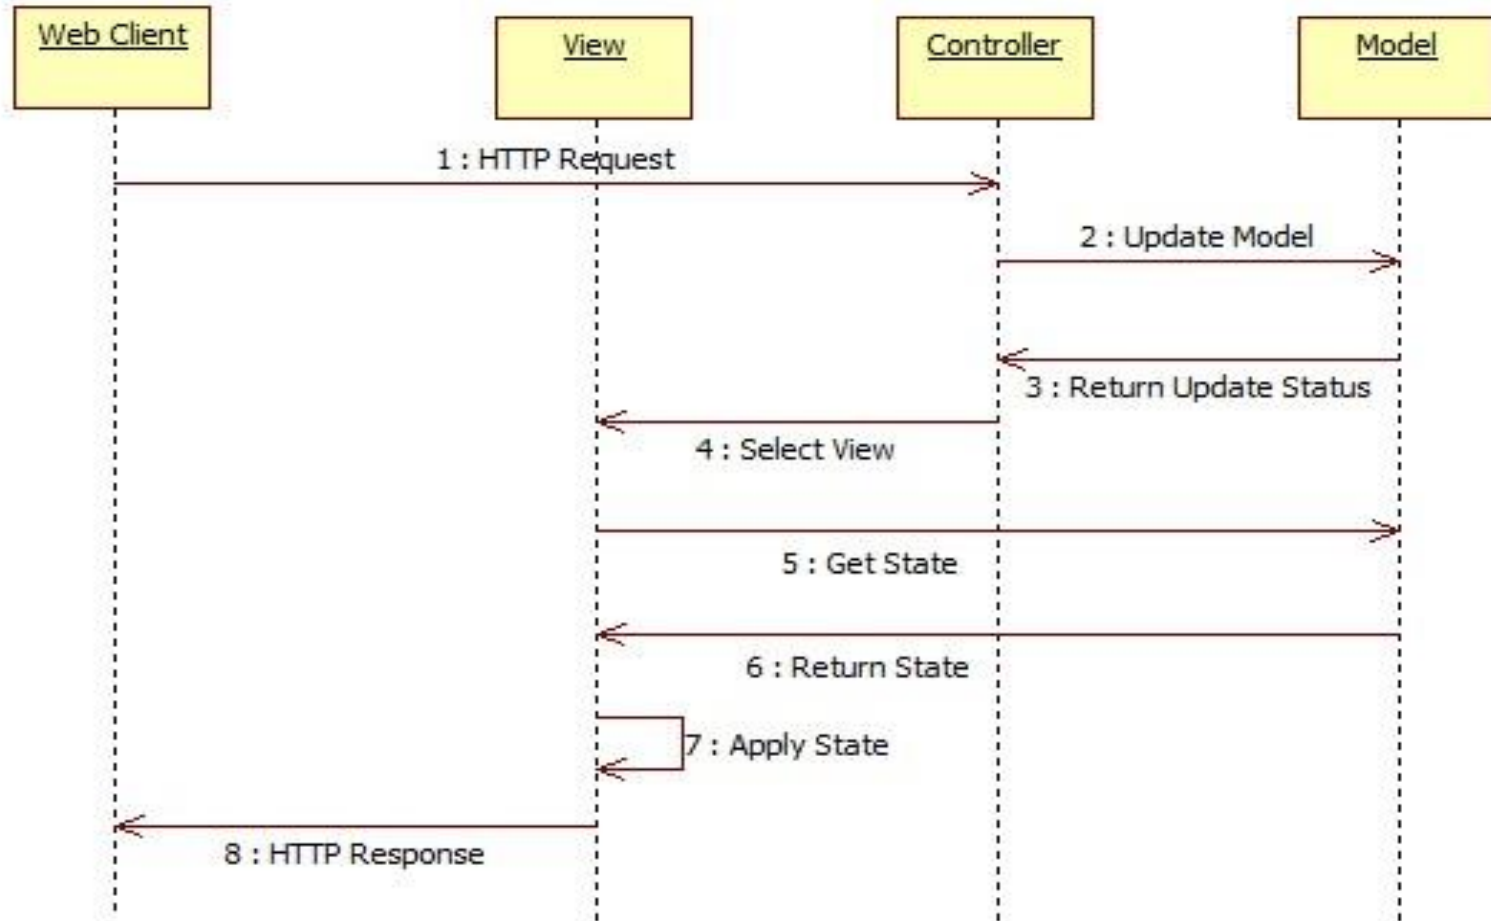 Web Client
View
Controller
Model
1 : HTTP Request
2 : Update Model
3 : Return Update Status
4 : Select View
5 : Get State
6 : Return State
7 : Apply State
8 : HTTP Response